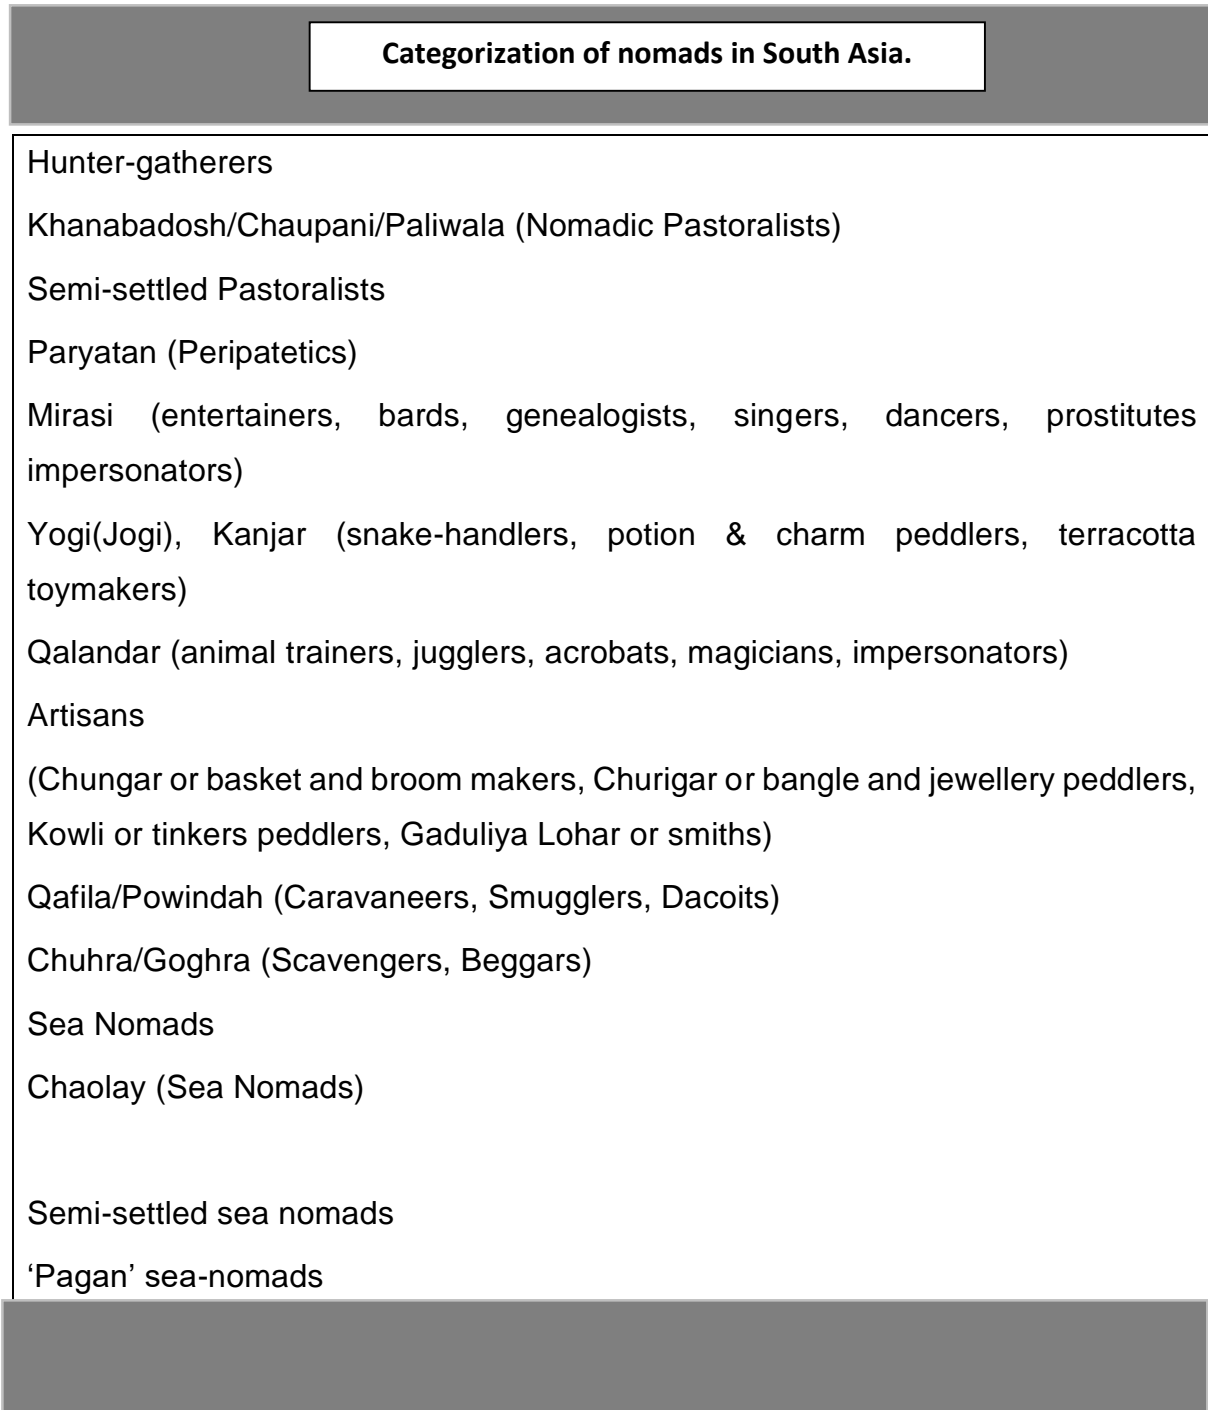 Categorization of nomads in South Asia.
Hunter-gatherers
Khanabadosh/Chaupani/Paliwala (Nomadic Pastoralists)
Semi-settled Pastoralists
Paryatan (Peripatetics)
Mirasi (entertainers, bards, genealogists, singers, dancers, prostitutes
impersonators)
Yogi(Jogi), Kanjar (snake-handlers, potion & charm peddlers, terracotta
toymakers)
Qalandar (animal trainers, jugglers, acrobats, magicians, impersonators)
Artisans
(Chungar or basket and broom makers, Churigar or bangle and jewellery peddlers,
Kowli or tinkers peddlers, Gaduliya Lohar or smiths)
Qafila/Powindah (Caravaneers, Smugglers, Dacoits)
Chuhra/Goghra (Scavengers, Beggars)
Sea Nomads
Chaolay (Sea Nomads)
Semi-settled sea nomads
‘Pagan’ sea-nomads